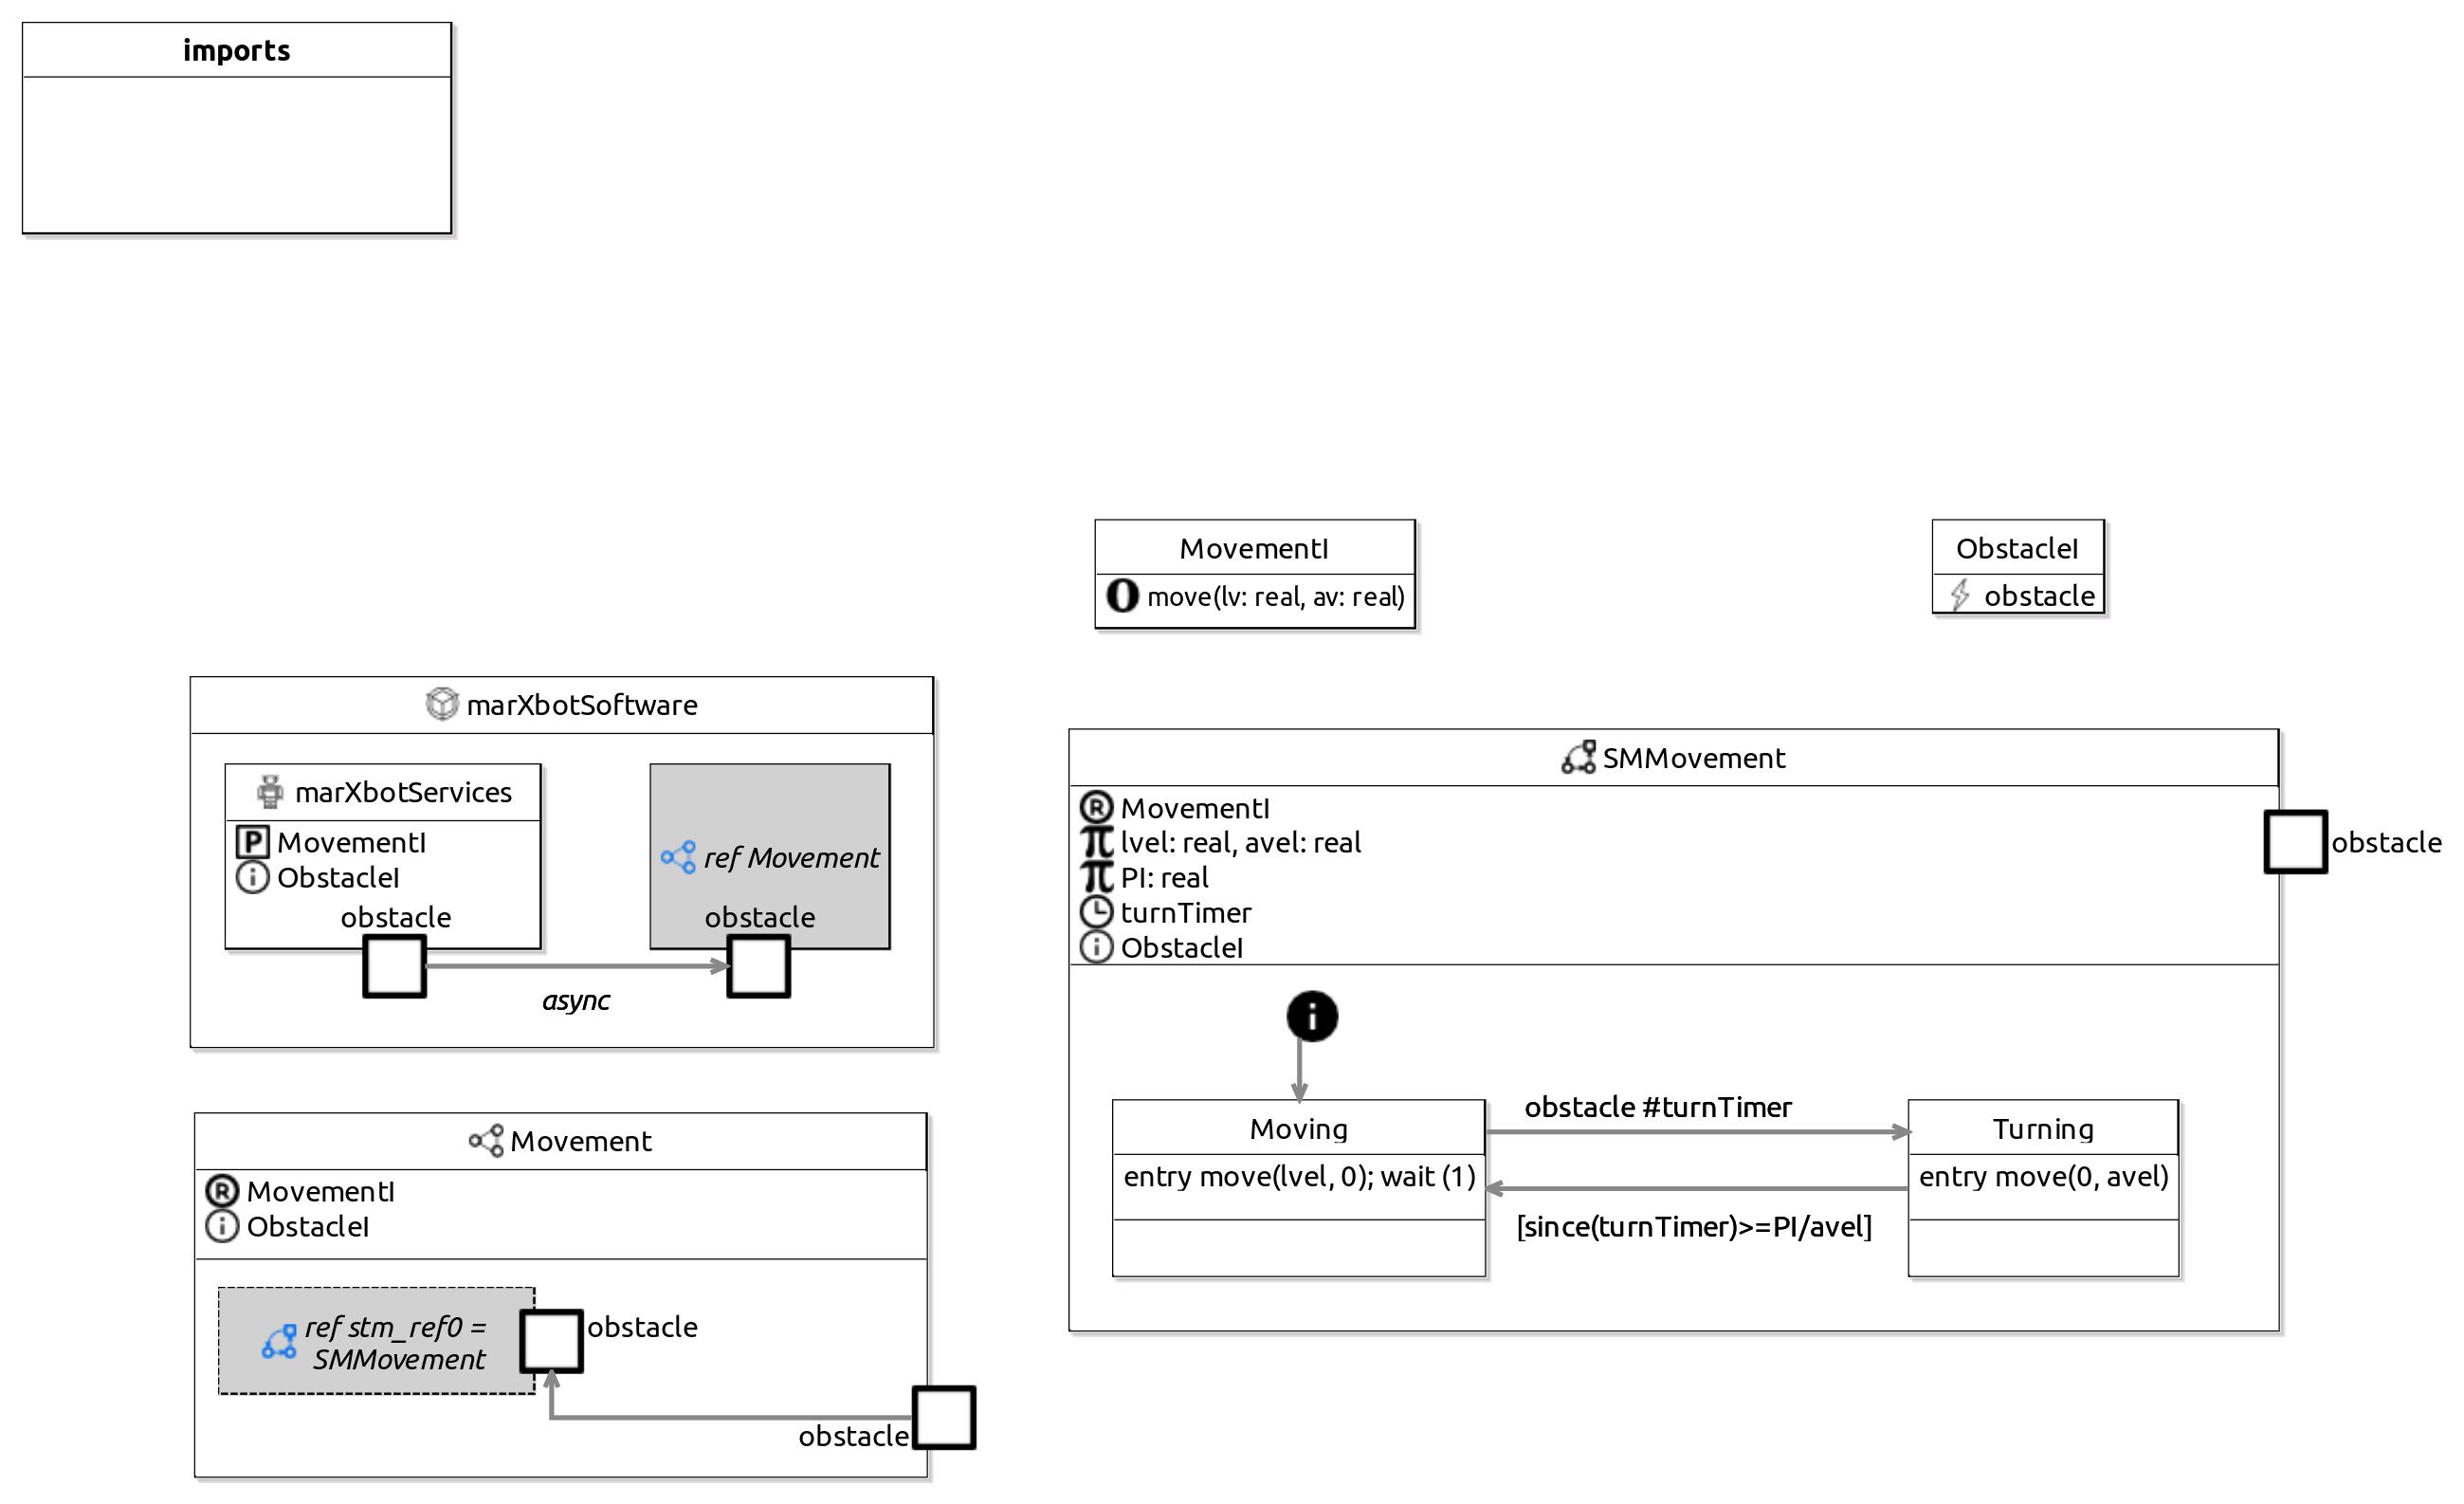 imports
MovementI
move(lv: real, av: real)
ObstacleI
obstacle
marXbotSoftware
marXbotServices
MovementI
ObstacleI
obstacle
ref Movement
obstacle
async
SMMovement
MovementI
lvel: real, avel: real
PI: real
turnTimer
ObstacleI
obstacle
Moving
entry move(lvel, 0); wait (1)
obstacle #turnTimer
[since(turnTimer)>=PI/avel]
Turning
entry move(0, avel)
Movement
MovementI
ObstacleI
ref stm_ref0 =
SMMovement
obstacle
obstacle